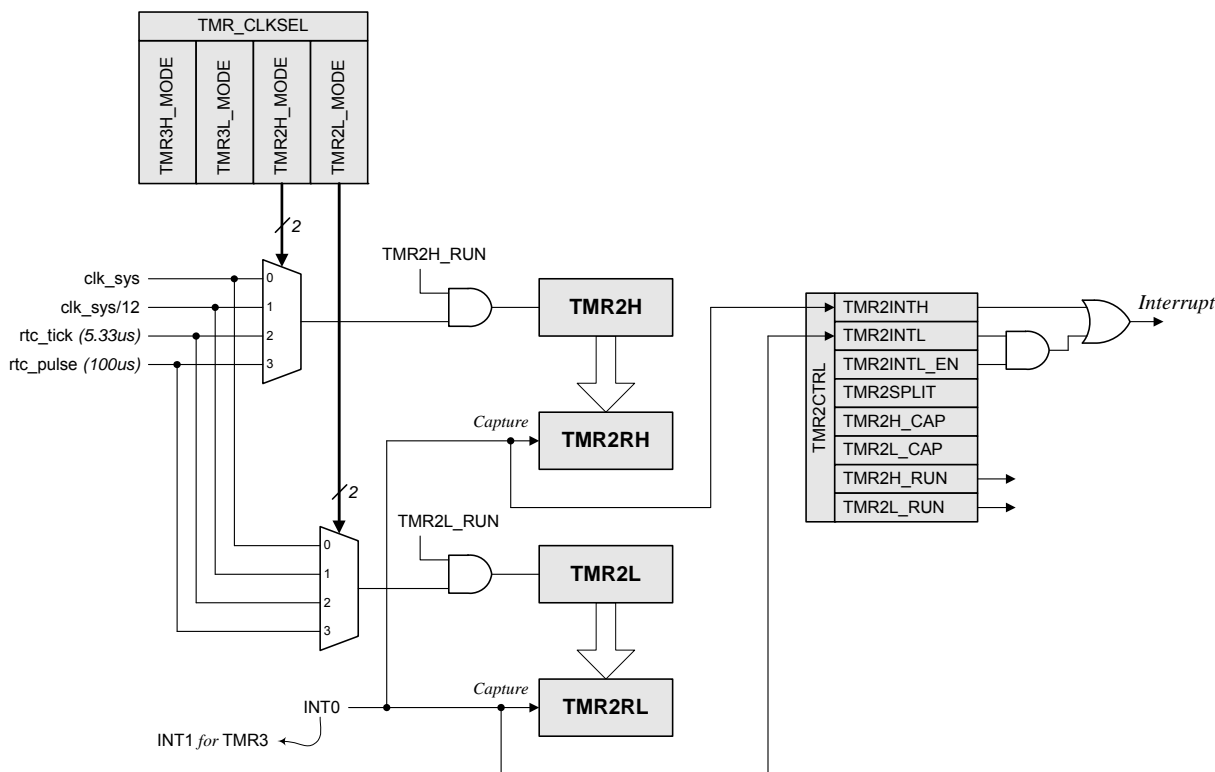 TMR_CLKSEL
TMR3H_MODE
TMR3L_MODE
TMR2H_MODE
TMR2L_MODE
2
clk_sys
clk_sys/12
rtc_tick (5.33us)
rtc_pulse (100us)
0
1
2
3
TMR2H_RUN
TMR2H
Capture
TMR2RH
2
0
1
2
3
TMR2L_RUN
TMR2L
Capture
TMR2RL
INT0
INT1 for TMR3
TMR2CTRL
TMR2INTH
TMR2INTL
TMR2INTL_EN
TMR2SPLIT
TMR2H_CAP
TMR2L_CAP
TMR2H_RUN
TMR2L_RUN
Interrupt